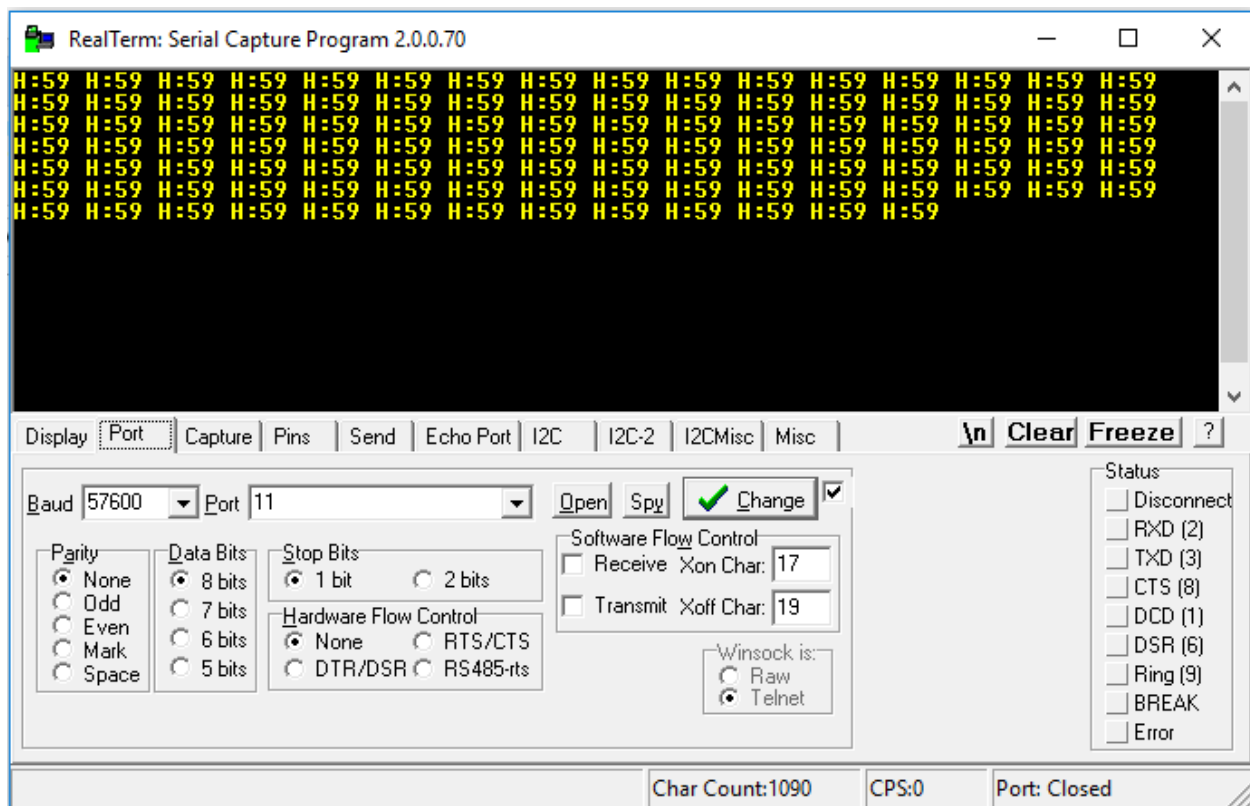 RealTerm: Serial Capture Program 2.0.0.70
H:59 H:59 H:59 H:59 H:59 H:59 H:59 H:59 H:59 H:59 H:59 H:59 H:59 H:59 H:59 H:59
H:59 H:59 H:59 H:59 H:59 H:59 H:59 H:59 H:59 H:59 H:59 H:59 H:59 H:59 H:59 H:59
H:59 H:59 H:59 H:59 H:59 H:59 H:59 H:59 H:59 H:59 H:59 H:59 H:59 H:59 H:59 H:59
H:59 H:59 H:59 H:59 H:59 H:59 H:59 H:59 H:59 H:59 H:59 H:59 H:59 H:59 H:59 H:59
H:59 H:59 H:59 H:59 H:59 H:59 H:59 H:59 H:59 H:59 H:59 H:59 H:59 H:59 H:59 H:59
H:59 H:59 H:59 H:59 H:59 H:59 H:59 H:59 H:59 H:59 H:59 H:59 H:59 H:59 H:59 H:59
H:59 H:59 H:59 H:59 H:59 H:59 H:59 H:59 H:59 H:59 H:59 H:59 H:59
Display Port Capture Pins Send Echo Port I2C I2C-2 I2CMisc Misc \n Clear Freeze ?
Baud 57600 Port 11 Open Spy Change
Parity
None
Odd
Even
Mark
Space
Data Bits
8 bits
7 bits
6 bits
5 bits
Stop Bits
1 bit 2 bits
Hardware Flow Control
None RTS/CTS
DTR/DSR RS485-rts
Software Flow Control
Receive Xon Char: 17
Transmit Xoff Char: 19
Winsock is:
Raw
Telnet
Status
Disconnect
RXD (2)
TXD (3)
CTS (8)
DCD (1)
DSR (6)
Ring (9)
BREAK
Error
Char Count:1090 CPS:0 Port: Closed